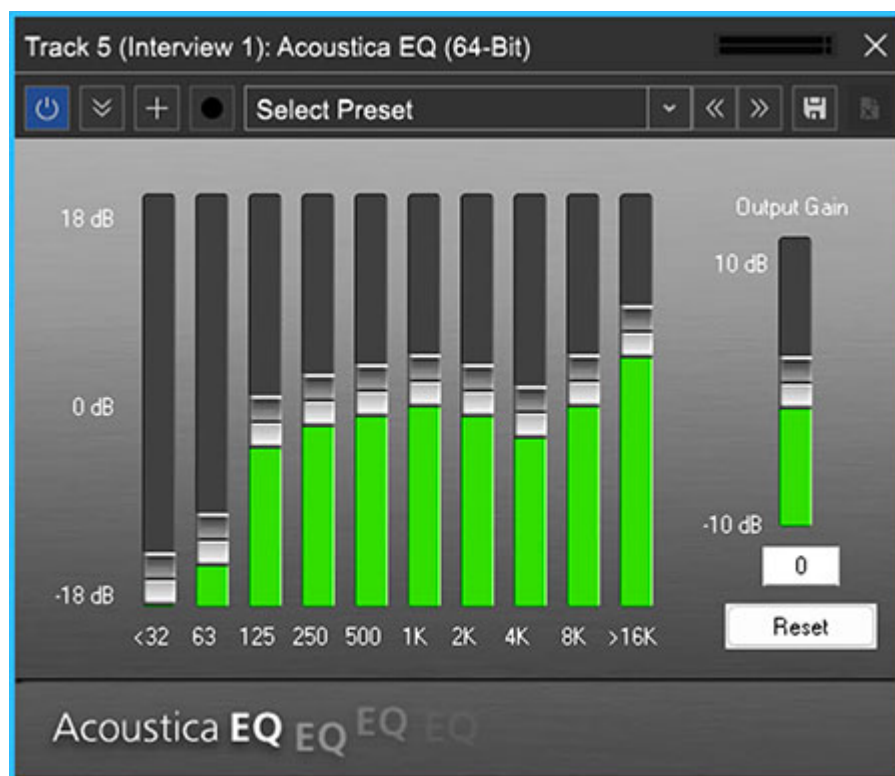 Track 5 (Interview 1): Acoustica EQ (64-Bit)
Select Preset
Output Gain
18 dB
10 dB
0 dB
-10 dB
0
-18 dB
Reset
<32 63 125 250 500 1K 2K 4K 8K >16K
Acoustica EQ EQ EQ EQ